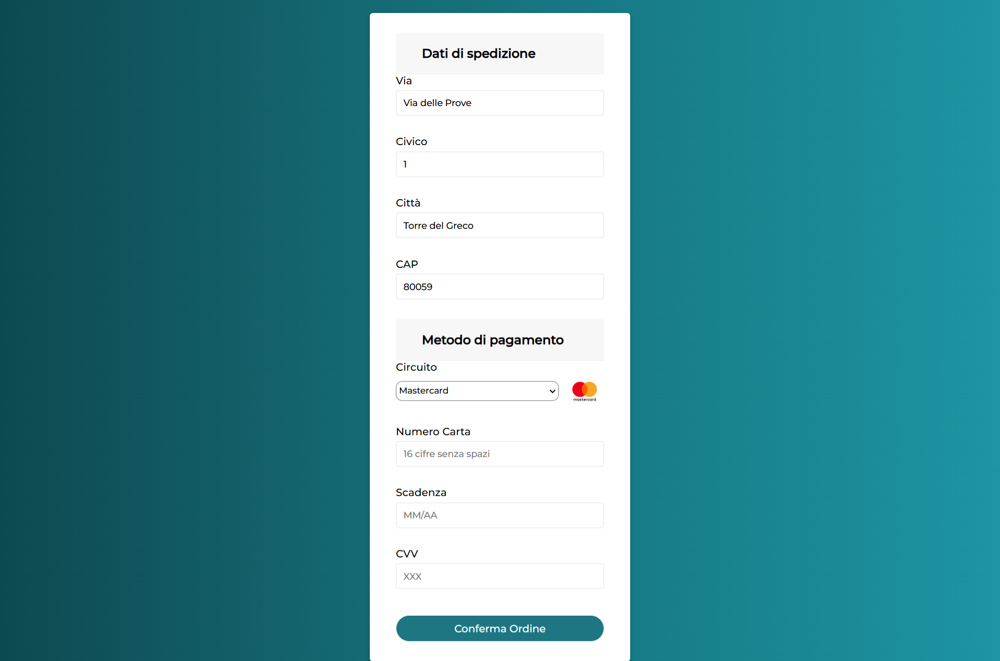 Dati di spedizione
Via
Via delle Prove
Civico
1
Città
Torre del Greco
CAP
80059
Metodo di pagamento
Circuito
Mastercard
mastercard.
Numero Carta
16 cifre senza spazi
Scadenza
MM/AA
CVV
XXX
Conferma Ordine